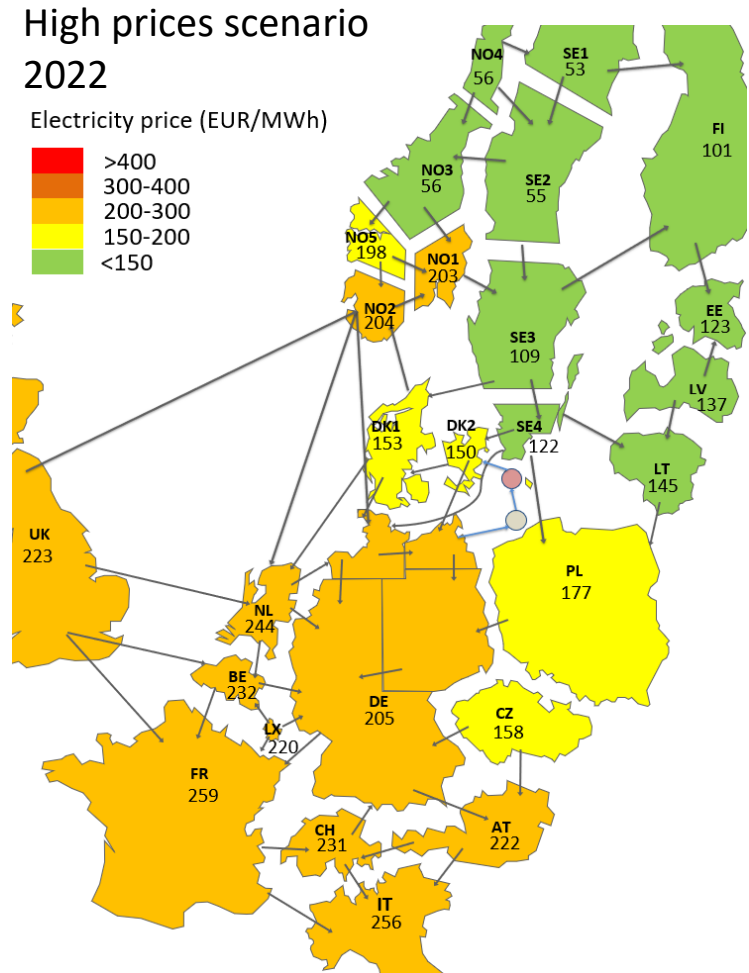 High prices scenario
2022
Electricity price (EUR/MWh)
>400
300-400
200-300
150-200
<150
NO4
56
SE1
53
FI
101
NO3
56
SE2
55
NO5
198
NO1
203
NO2
204
SE3
109
EE
123
LV
137
DK1
153
DK2
150
SE4
122
LT
145
UK
223
PL
177
NL
244
BE
232
DE
205
LX
220
CZ
158
FR
259
CH
231
AT
222
IT
256